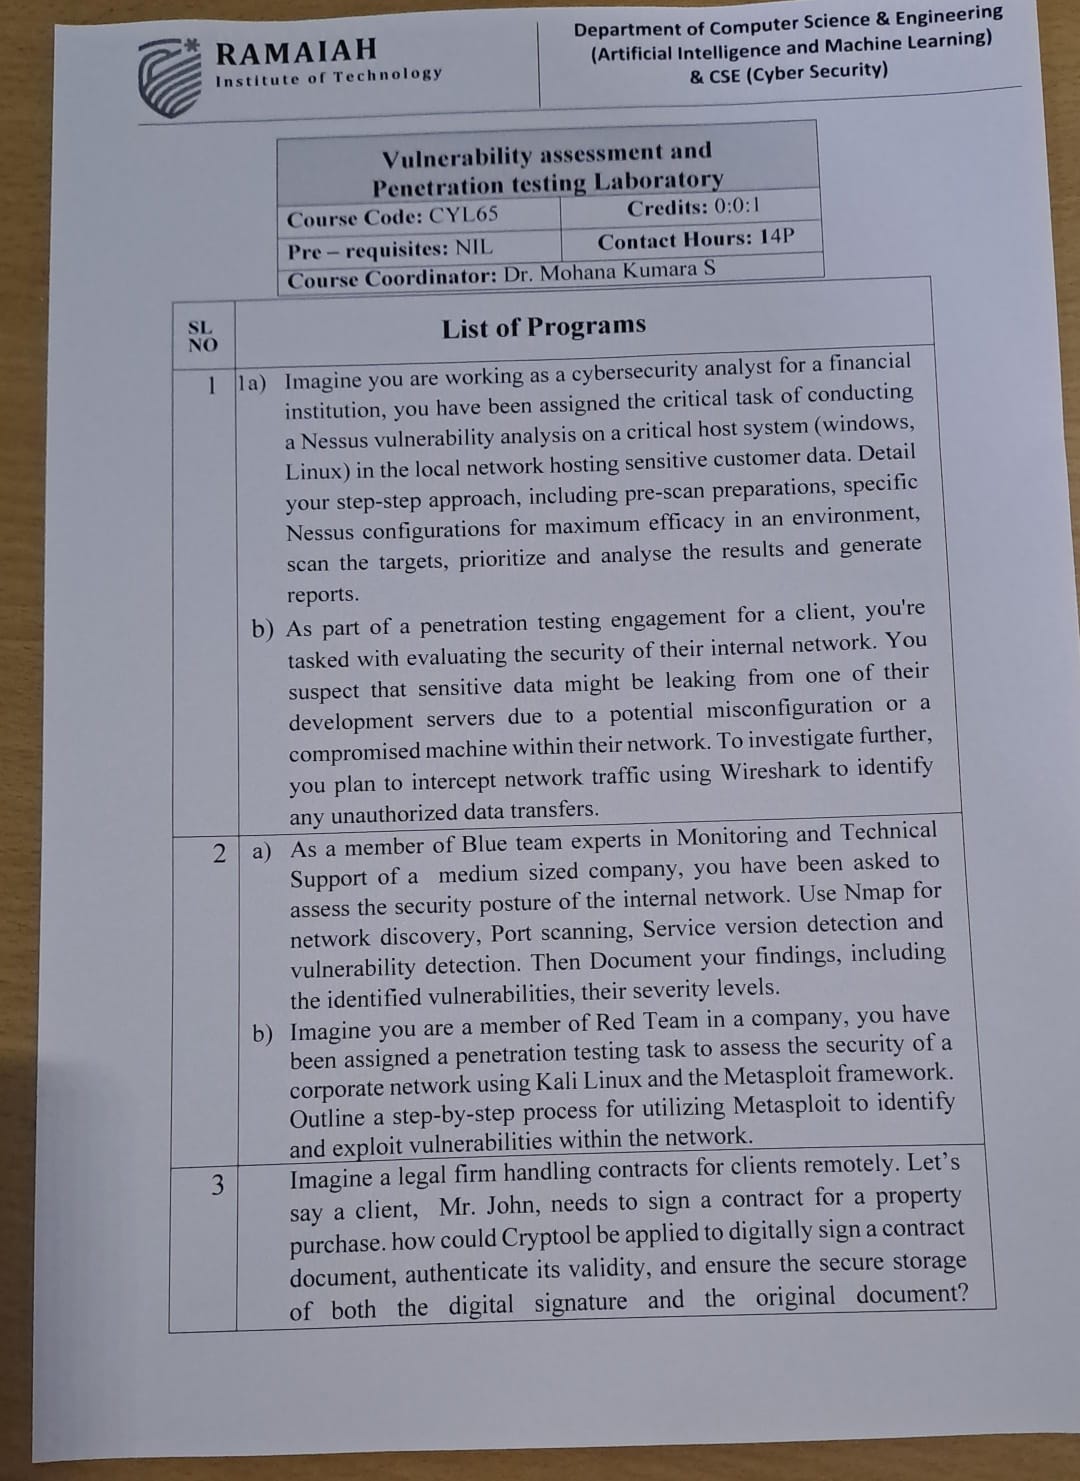 RAMAIAH
Institute of Technology
Department of Computer Science & Engineering
(Artificial Intelligence and Machine Learning)
& CSE (Cyber Security)
Vulnerability assessment and
Penetration testing Laboratory
Course Code: CYL65 Credits: 0:0:1
Pre – requisites: NIL Contact Hours: 14P
Course Coordinator: Dr. Mohana Kumara S
SL
NO
List of Programs
1 1a) Imagine you are working as a cybersecurity analyst for a financial
institution, you have been assigned the critical task of conducting
a Nessus vulnerability analysis on a critical host system (windows,
Linux) in the local network hosting sensitive customer data. Detail
your step-step approach, including pre-scan preparations, specific
Nessus configurations for maximum efficacy in an environment,
scan the targets, prioritize and analyse the results and generate
reports.
b) As part of a penetration testing engagement for a client, you're
tasked with evaluating the security of their internal network. You
suspect that sensitive data might be leaking from one of their
development servers due to a potential misconfiguration or a
compromised machine within their network. To investigate further,
you plan to intercept network traffic using Wireshark to identify
any unauthorized data transfers.
2 a) As a member of Blue team experts in Monitoring and Technical
Support of a medium sized company, you have been asked to
assess the security posture of the internal network. Use Nmap for
network discovery, Port scanning, Service version detection and
vulnerability detection. Then Document your findings, including
the identified vulnerabilities, their severity levels.
b) Imagine you are a member of Red Team in a company, you have
been assigned a penetration testing task to assess the security of a
corporate network using Kali Linux and the Metasploit framework.
Outline a step-by-step process for utilizing Metasploit to identify
and exploit vulnerabilities within the network.
3 Imagine a legal firm handling contracts for clients remotely. Let’s
say a client, Mr. John, needs to sign a contract for a property
purchase. how could Cryptool be applied to digitally sign a contract
document, authenticate its validity, and ensure the secure storage
of both the digital signature and the original document?